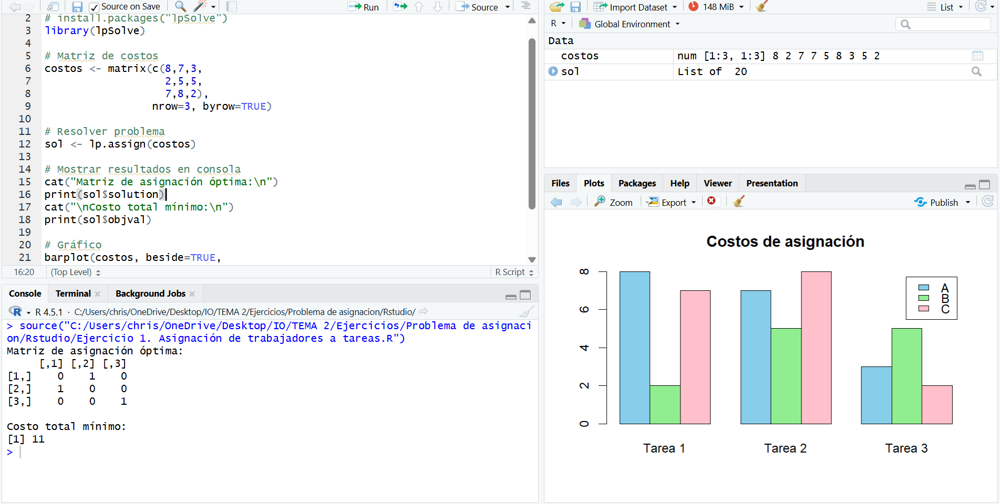 Source on Save
Run
Source
2 # install.packages("lpSolve")
3 library(lpSolve)
4
5 # Matriz de costos
6 costos <- matrix(c(8,7,3,
7 2,5,5,
8 7,8,2),
9 nrow=3, byrow=TRUE)
10
11 # Resolver problema
12 sol <- lp.assign(costos)
13
14 # Mostrar resultados en consola
15 cat("Matriz de asignación óptima:\n")
16 print(sol$solution)
17 cat("\nCosto total mínimo:\n")
18 print(sol$objval)
19
20 # Gráfico
21 barplot(costos, beside=TRUE,
16:20 (Top Level) R Script
Console Terminal Background Jobs
R R 4.5.1 · C:/Users/chris/OneDrive/Desktop/IO/TEMA 2/Ejercicios/Problema de asignacion/Rstudio/
> source("C:/Users/chris/OneDrive/Desktop/IO/TEMA 2/Ejercicios/Problema de asignaci
on/Rstudio/Ejercicio 1. Asignación de trabajadores a tareas.R")
Matriz de asignación óptima:
[,1] [,2] [,3]
[1,] 0 1 0
[2,] 1 0 0
[3,] 0 0 1
Costo total mínimo:
[1] 11
>
Import Dataset 148 MiB List
R Global Environment
Data
costos num [1:3, 1:3] 8 2 7 7 5 8 3 5 2
sol List of 20
Files Plots Packages Help Viewer Presentation
Zoom Export Publish
Costos de asignación
8
6
4
2
0
A
B
C
Tarea 1 Tarea 2 Tarea 3